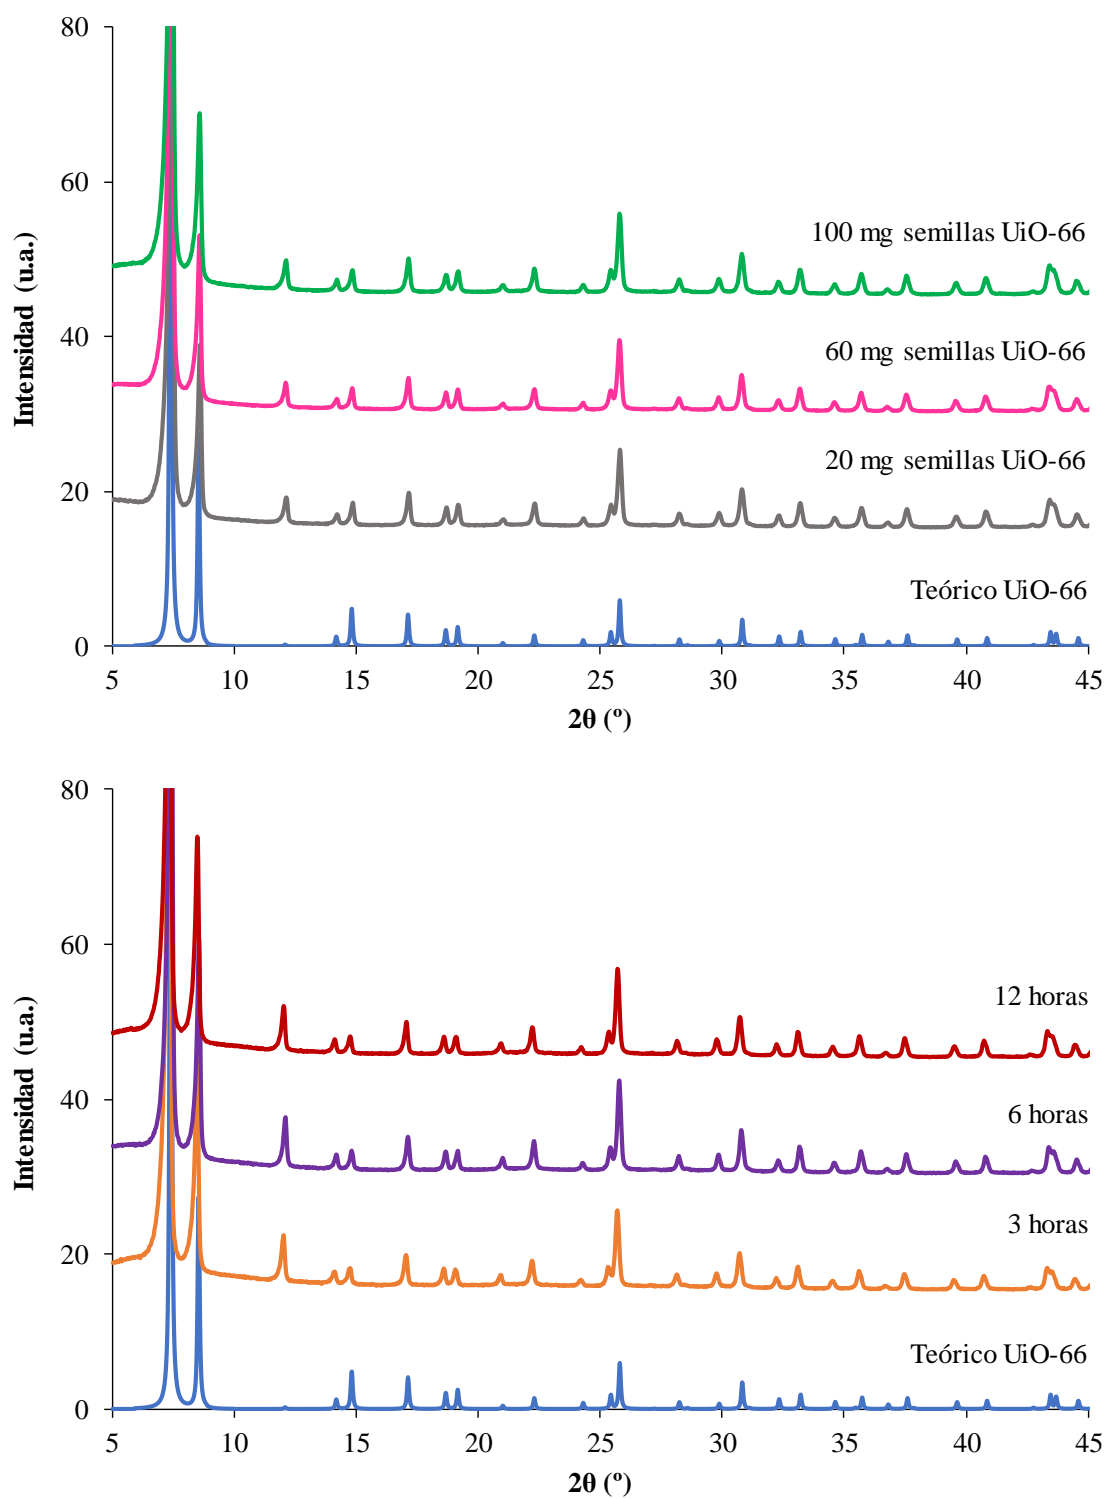 80
60
40
20
0
Intensidad (u.a.)
100 mg semillas UiO-66
60 mg semillas UiO-66
20 mg semillas UiO-66
Teórico UiO-66
5 10 15 20 25 30 35 40 45
2θ (º)
80
60
40
20
0
Intensidad (u.a.)
12 horas
6 horas
3 horas
Teórico UiO-66
5 10 15 20 25 30 35 40 45
2θ (º)